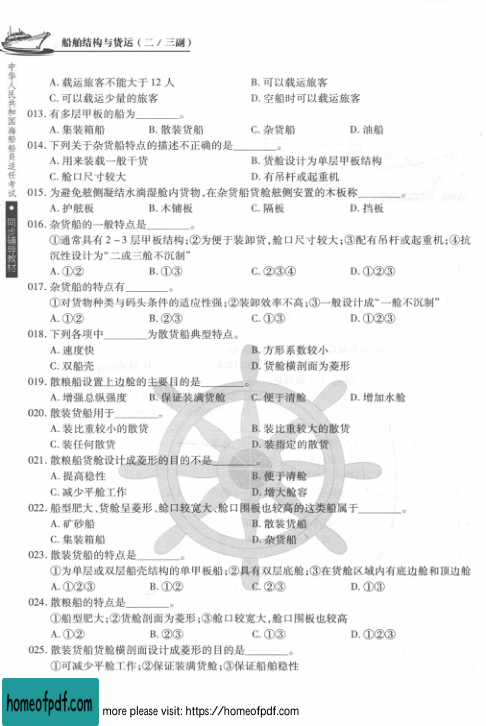 船舶结构与货运(二/三副)
中华人民共和国海船船员适任考试
同步辅导教材
A. 载运旅客不能大于 12 人 B. 可以载运旅客
C. 可以载运少量的旅客 D. 空船时可以载运旅客
013. 有多层甲板的船为________。
A. 集装箱船 B. 散装货船 C. 杂货船 D. 油船
014. 下列关于杂货船特点的描述不正确的是________。
A. 用来装载一般干货 B. 货舱设计为单层甲板结构
C. 舱口尺寸较大 D. 有吊杆或起重机
015. 为避免舷侧凝结水滴湿舱内货物,在杂货船货舱舷侧安置的木板称________。
A. 护舷板 B. 木铺板 C. 隔板 D. 挡板
016. 杂货船的一般特点是________。
①通常具有 2~3 层甲板结构;②为便于装卸货,舱口尺寸较大;③配有吊杆或起重机;④抗
沉性设计为“二或三舱不沉制”
A. ①② B. ①③ C. ②③④ D. ①②③
017. 杂货船的特点有________。
①对货物种类与码头条件的适应性强;②装卸效率不高;③一般设计成“一舱不沉制”
A. ①② B. ②③ C. ①③ D. ①②③
018. 下列各项中________为散货船典型特点。
A. 速度快 B. 方形系数较小
C. 双船壳 D. 货舱横剖面为菱形
019. 散粮船设置上边舱的主要目的是________。
A. 增强总纵强度 B. 保证装满货舱 C. 便于清舱 D. 增加水舱
020. 散装货船用于________。
A. 装比重较小的散货 B. 装比重较大的散货
C. 装任何散货 D. 装指定的散货
021. 散粮船货舱设计成菱形的目的不是________。
A. 提高稳性 B. 便于清舱
C. 减少平舱工作 D. 增大舱容
022. 船型肥大、货舱呈菱形、舱口较宽大、舱口围板也较高的这类船属于________。
A. 矿砂船 B. 散装货船
C. 集装箱船 D. 杂货船
023. 散装货船的特点是________。
①为单层或双层船壳结构的单甲板船;②具有双层底舱;③在货舱区域内有底边舱和顶边舱
A. ①②③ B. ①② C. ②③ D. ①③
024. 散粮船的特点是________。
①船型肥大;②货舱剖面为菱形;③舱口较宽大,舱口围板也较高
A. ①② B. ②③ C. ①③ D. ①②③
025. 散装货船货舱横剖面设计成菱形的目的是________。
①可减少平舱工作;②保证装满货舱;③保证船舶稳性
homeofpdf.com
more please visit: https://homeofpdf.com